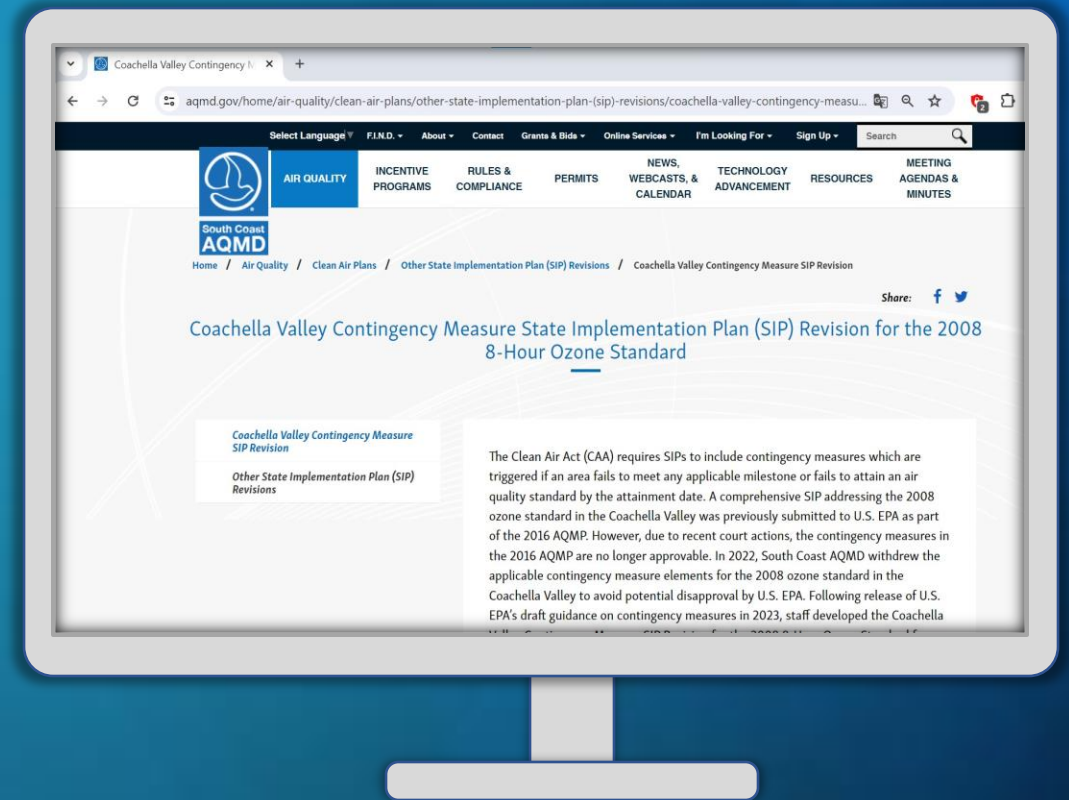 Coachella Valley Contingency M
aqmd.gov/home/air-quality/clean-air-plans/other-state-implementation-plan-(sip)-revisions/coachella-valley-contingency-measu...
2
Select Language F.I.N.D. About Contact Grants & Bids Online Services I'm Looking For Sign Up Search
AIR QUALITY
INCENTIVE
PROGRAMS
RULES &
COMPLIANCE
PERMITS
NEWS,
WEBCASTS, &
CALENDAR
TECHNOLOGY
ADVANCEMENT
RESOURCES
MEETING
AGENDAS &
MINUTES
South Coast
AQMD
Home / Air Quality / Clean Air Plans / Other State Implementation Plan (SIP) Revisions / Coachella Valley Contingency Measure SIP Revision
Share:
Coachella Valley Contingency Measure State Implementation Plan (SIP) Revision for the 2008
8-Hour Ozone Standard
Coachella Valley Contingency Measure
SIP Revision
Other State Implementation Plan (SIP)
Revisions
The Clean Air Act (CAA) requires SIPs to include contingency measures which are
triggered if an area fails to meet any applicable milestone or fails to attain an air
quality standard by the attainment date. A comprehensive SIP addressing the 2008
ozone standard in the Coachella Valley was previously submitted to U.S. EPA as part
of the 2016 AQMP. However, due to recent court actions, the contingency measures in
the 2016 AQMP are no longer approvable. In 2022, South Coast AQMD withdrew the
applicable contingency measure elements for the 2008 ozone standard in the
Coachella Valley to avoid potential disapproval by U.S. EPA. Following release of U.S.
EPA's draft guidance on contingency measures in 2023, staff developed the Coachella